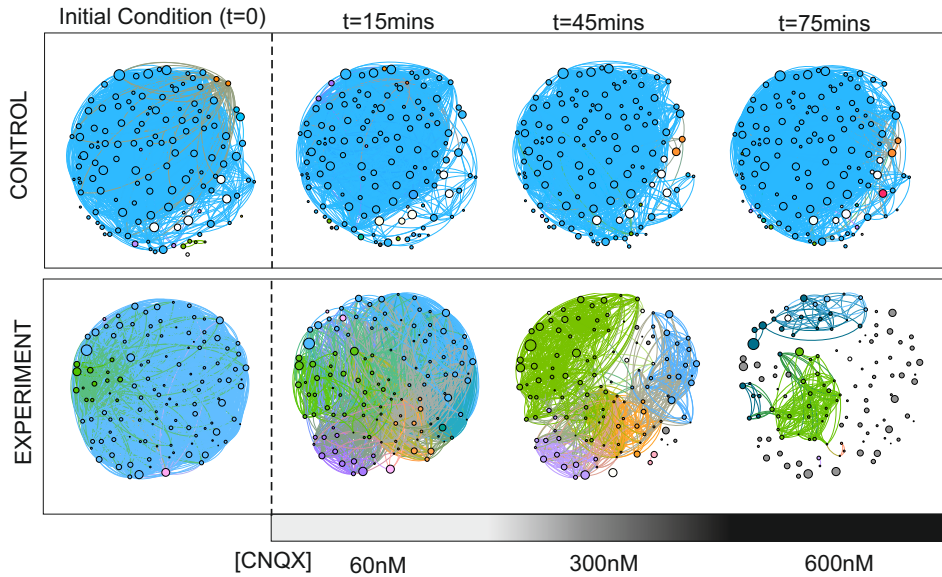 Initial Condition (t=0) t=15mins t=45mins t=75mins
CONTROL
EXPERIMENT
[CNQX] 60nM 300nM 600nM